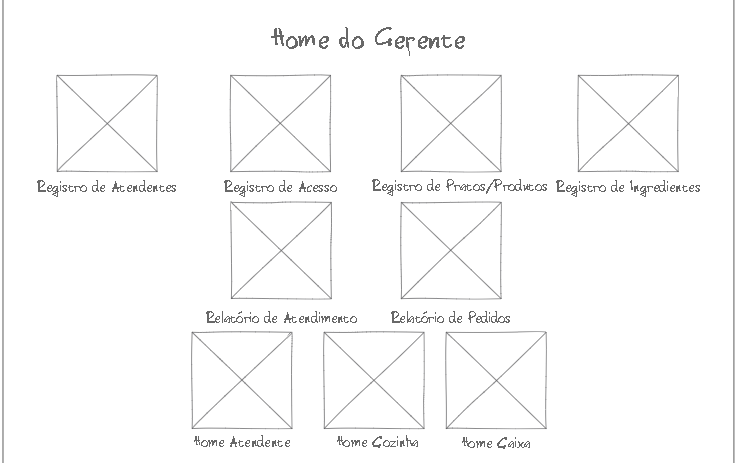 Home do Gerente
Registro de Atendentes Registro de Acesso Registro de Pratos/Produtos Registro de Ingredientes
Relatório de Atendimento Relatório de Pedidos
Home Atendente Home Cozinha Home Caixa